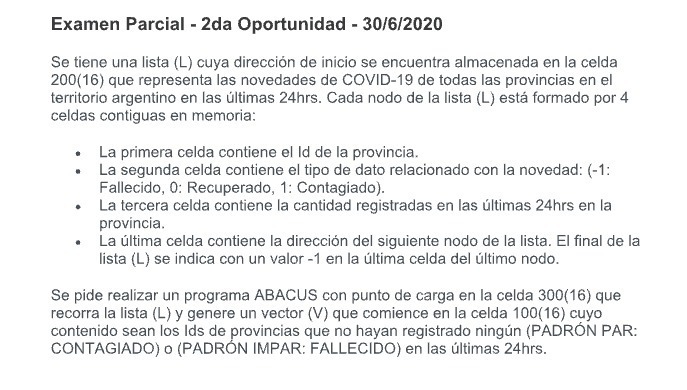 Examen Parcial - 2da Oportunidad - 30/6/2020
Se tiene una lista (L) cuya dirección de inicio se encuentra almacenada en la celda
200(16) que representa las novedades de COVID-19 de todas las provincias en el
territorio argentino en las últimas 24hrs. Cada nodo de la lista (L) está formado por 4
celdas contiguas en memoria:
• La primera celda contiene el Id de la provincia.
• La segunda celda contiene el tipo de dato relacionado con la novedad: (-1:
Fallecido, 0: Recuperado, 1: Contagiado).
• La tercera celda contiene la cantidad registradas en las últimas 24hrs en la
provincia.
• La última celda contiene la dirección del siguiente nodo de la lista. El final de la
lista (L) se indica con un valor -1 en la última celda del último nodo.
Se pide realizar un programa ABACUS con punto de carga en la celda 300(16) que
recorra la lista (L) y genere un vector (V) que comience en la celda 100(16) cuyo
contenido sean los Ids de provincias que no hayan registrado ningún (PADRÓN PAR:
CONTAGIADO) o (PADRÓN IMPAR: FALLECIDO) en las últimas 24hrs.